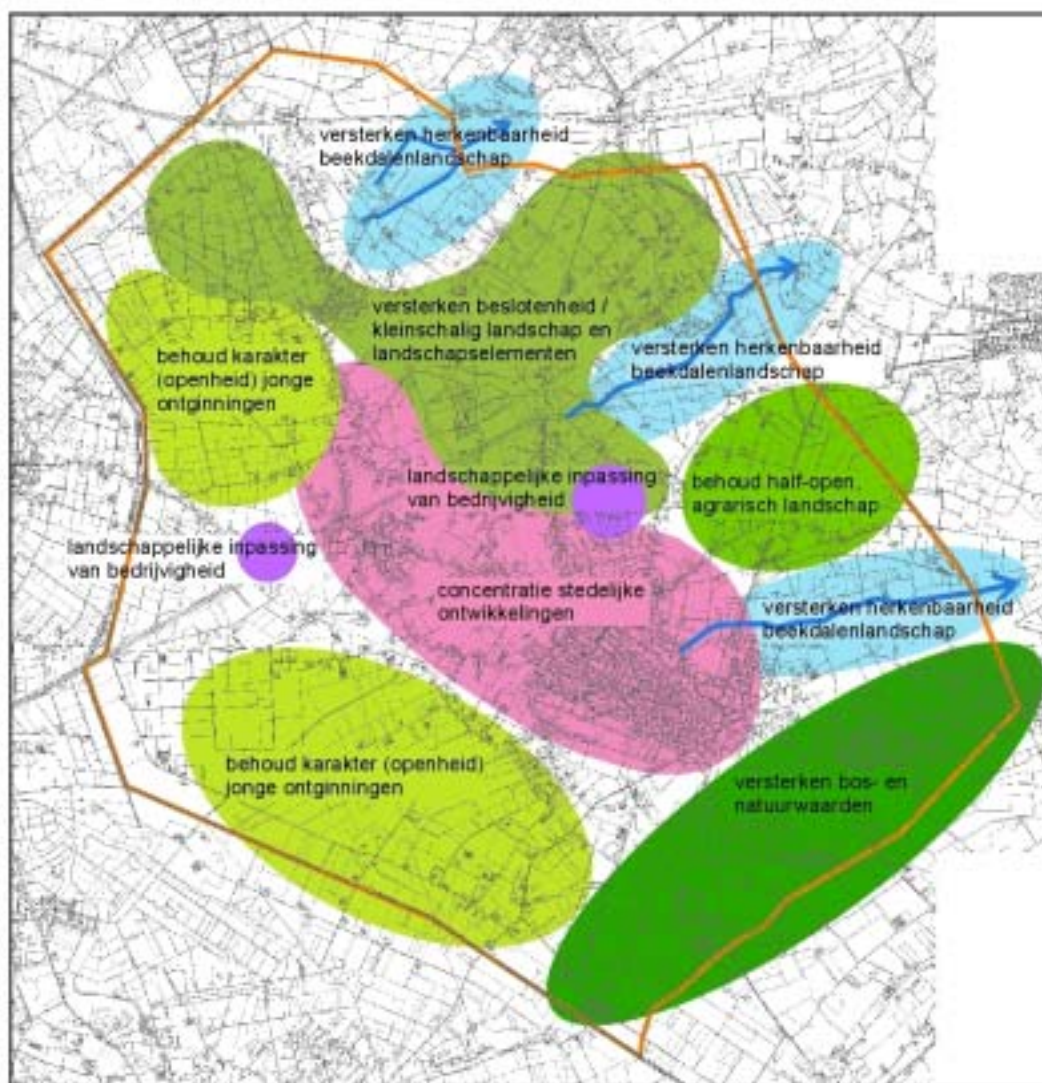 versterken herkenbaarheid
beekdalenlandschap
versterken beslotenheid /
kleinschalig landschap en
landschapselementen
behoud karakter
(openheid) jonge
ontginningen
versterken herkenbaarheid
beekdalenlandschap
landschappelijke inpassing
van bedrijvigheid
behoud half-open,
agrarisch landschap
landschappelijke inpassing
van bedrijvigheid
concentratie stedelijke
ontwikkelingen
versterken herkenbaarheid
beekdalenlandschap
behoud karakter (openheid)
jonge ontginningen
versterken bos- en
natuurwaarden